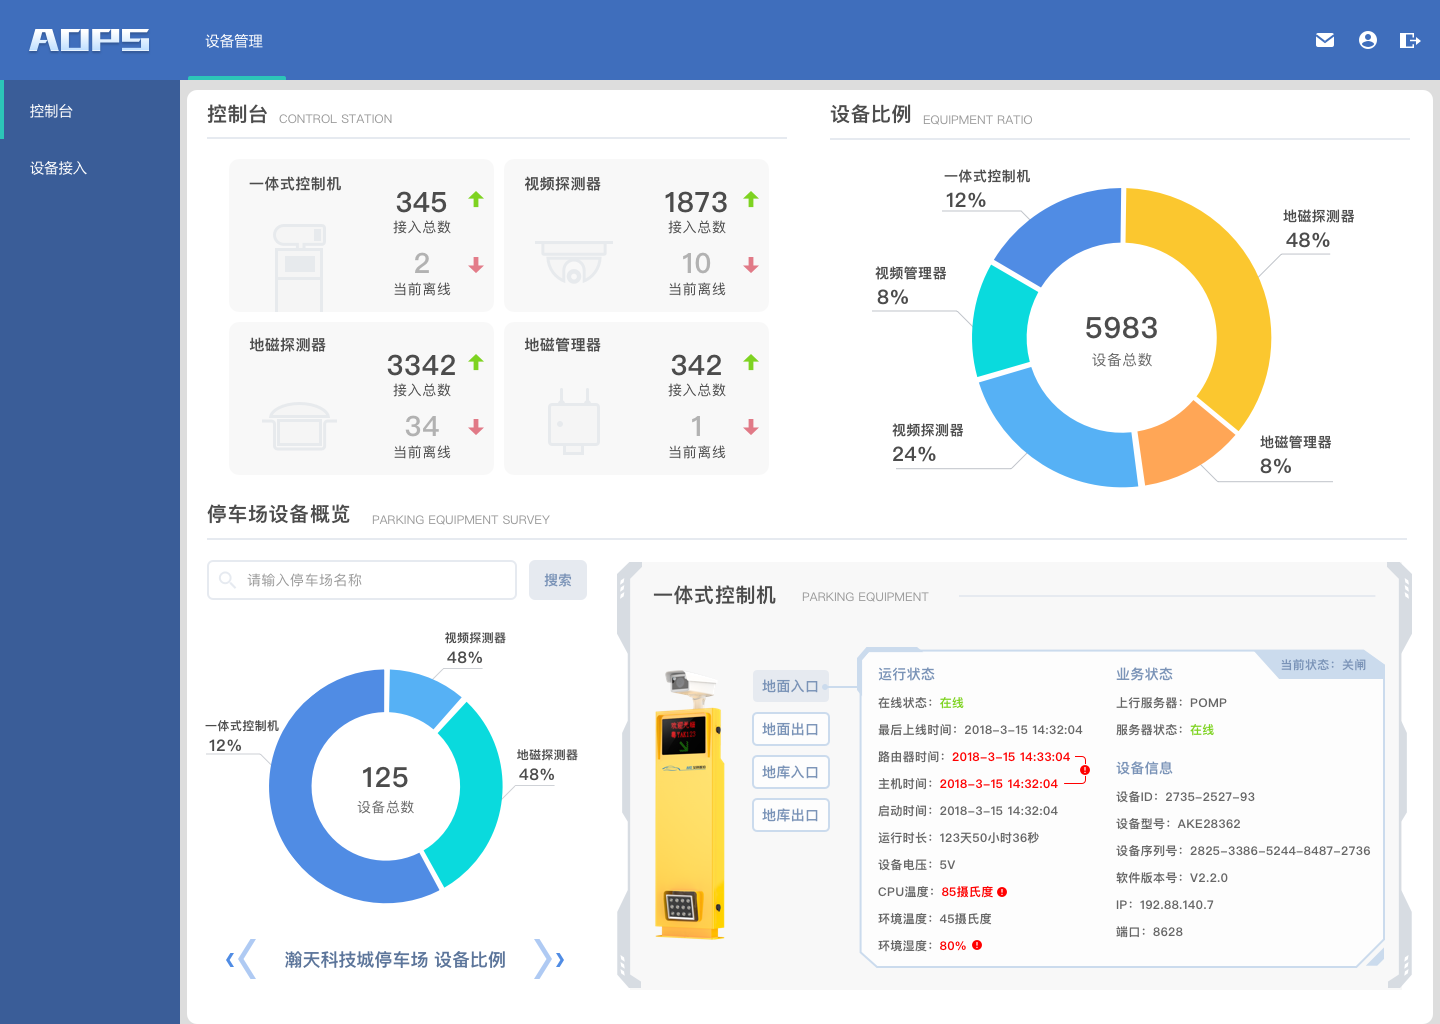 AOPS
设备管理
控制台
设备接入
控制台 CONTROL STATION
一体式控制机
345
接入总数
2
当前离线
视频探测器
1873
接入总数
10
当前离线
地磁探测器
3342
接入总数
34
当前离线
地磁管理器
342
接入总数
1
当前离线
设备比例 EQUIPMENT RATIO
一体式控制机
12%
地磁探测器
48%
视频管理器
8%
5983
设备总数
视频探测器
24%
地磁管理器
8%
停车场设备概览 PARKING EQUIPMENT SURVEY
请输入停车场名称
搜索
视频探测器
48%
一体式控制机
12%
地磁探测器
48%
125
设备总数
瀚天科技城停车场 设备比例
一体式控制机 PARKING EQUIPMENT
地面入口
地面出口
地库入口
地库出口
当前状态：关闸
运行状态
在线状态：在线
最后上线时间：2018-3-15 14:32:04
路由器时间：2018-3-15 14:33:04
主机时间：2018-3-15 14:32:04
启动时间：2018-3-15 14:32:04
运行时长：123天50小时36秒
设备电压：5V
CPU温度：85摄氏度
环境温度：45摄氏度
环境湿度：80%
业务状态
上行服务器：POMP
服务器状态：在线
设备信息
设备ID：2735-2527-93
设备型号：AKE28362
设备序列号：2825-3386-5244-8487-2736
软件版本号：V2.2.0
IP：192.88.140.7
端口：8628